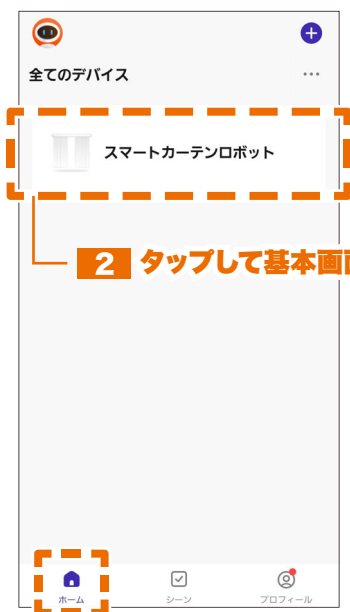 全てのデバイス
スマートカーテンロボット
2 タップして基本画
ホーム
シーン
プロフィール